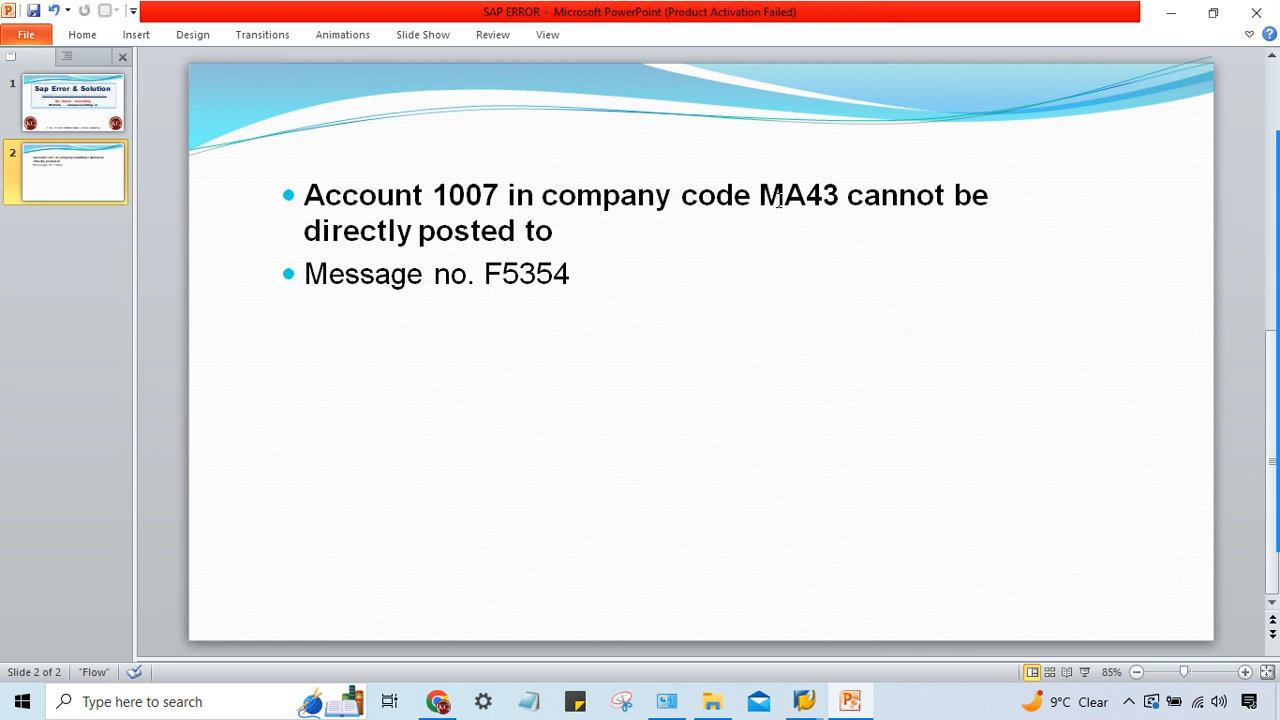 SAP ERROR - Microsoft PowerPoint (Product Activation Failed)
File Home Insert Design Transitions Animations Slide Show Review View
1
Sap Error & Solution
2
• Account 1007 in company code MA43 cannot be
directly posted to
• Message no. F5354
Slide 2 of 2 "Flow" 85%
Type here to search 9°C Clear